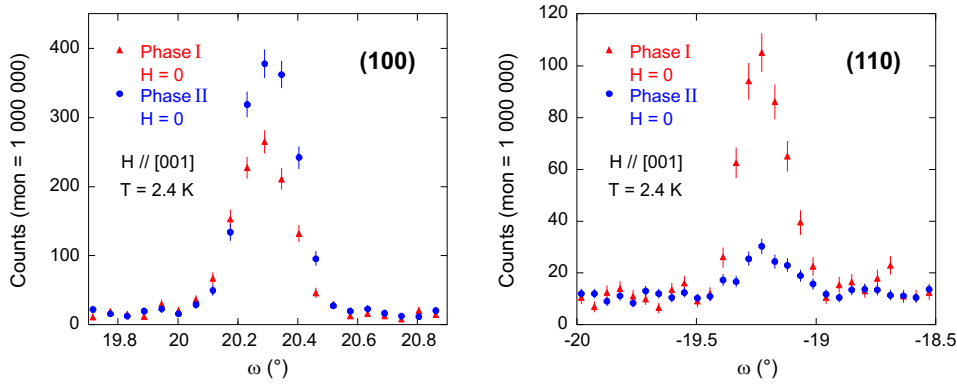 Counts (mon = 1 000 000)
400
300
200
100
0
Phase I
H = 0
Phase II
H = 0
(100)
H // [001]
T = 2.4 K
19.8 20 20.2 20.4 20.6 20.8
ω (°)
Counts (mon = 1 000 000)
120
100
80
60
40
20
0
Phase I
H = 0
Phase II
H = 0
(110)
H // [001]
T = 2.4 K
-20 -19.5 -19 -18.5
ω (°)